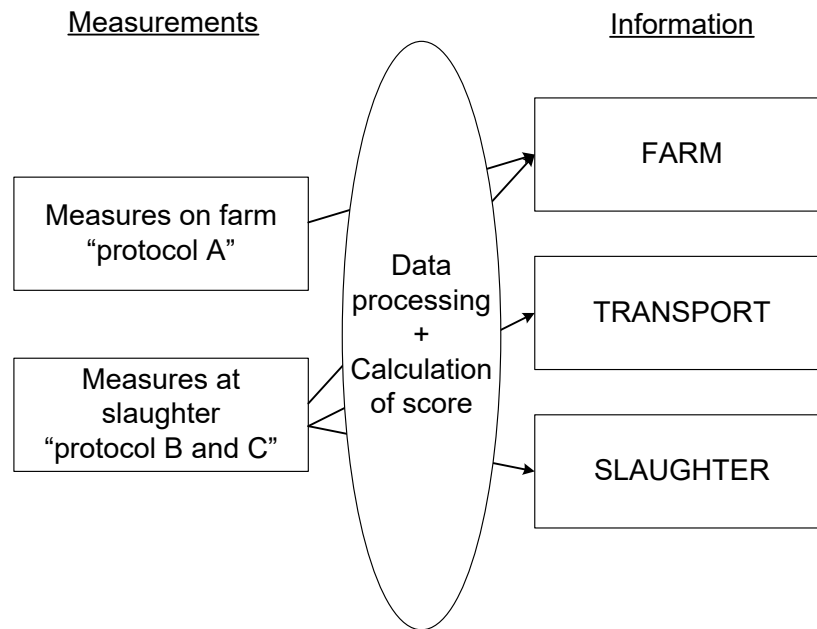 Measurements
Information
Measures on farm
“protocol A”
Measures at
slaughter
“protocol B and C”
Data
processing
+
Calculation
of score
FARM
TRANSPORT
SLAUGHTER